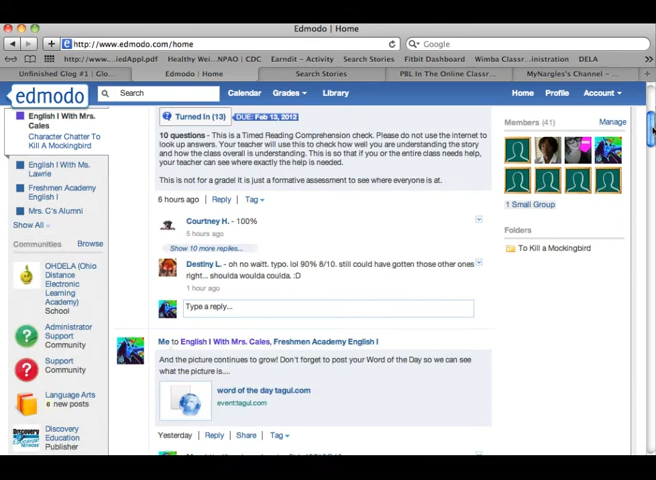 Edmodo | Home
http://www.edmodo.com/home
Google
http://www.w...iedApl.pdf
Healthy Wei...NPAO | CDC
Earndit - Activity
Search Stories
Fitbit Dashboard
Wimba Classr...istration
DELA
Unfinished Glog #1 | Glo...
Edmodo | Home
Search Stories
PBL In The Online Classr...
MyNargles's Channel - ...
edmodo
Search
Calendar
Grades
Library
Home
Profile
Account
English I With Mrs.
Cales
Character Chatter To
Kill A Mockingbird
English I With Ms.
Lawrie
Freshmen Academy
English I
Mrs. C's Alumni
Show All
Communities
Browse
OHDELA (Ohio
Distance
Electronic
Learning
Academy)
School
Administrator
Support
Community
Support
Community
Language Arts
6 new posts
Discovery
Education
Publisher
Turned In (13)
Due: Feb 13, 2012
10 questions - This is a Timed Reading Comprehension check. Please do not use the internet to
look up answers. Your teacher will use this to check how well you are understanding the story
and how the class overall is understanding. This is so that if you or the entire class needs help,
your teacher can see where exactly the help is needed.
This is not for a grade! It is just a formative assessment to see where everyone is at.
6 hours ago
Reply
Tag
Courtney H. - 100%
5 hours ago
Show 10 more replies...
Destiny L. - oh no waitt. typo. lol 90% 8/10. still could have gotten those other ones
right... shoulda woulda coulda. :D
1 hour ago
Type a reply...
Me to English I With Mrs. Cales, Freshmen Academy English I
And the picture continues to grow! Don't forget to post your Word of the Day so we can see
what the picture is....
word of the day tagul.com
event:tagul.com
Yesterday
Reply
Share
Tag
Members (41)
Manage
1 Small Group
Folders
To Kill a Mockingbird